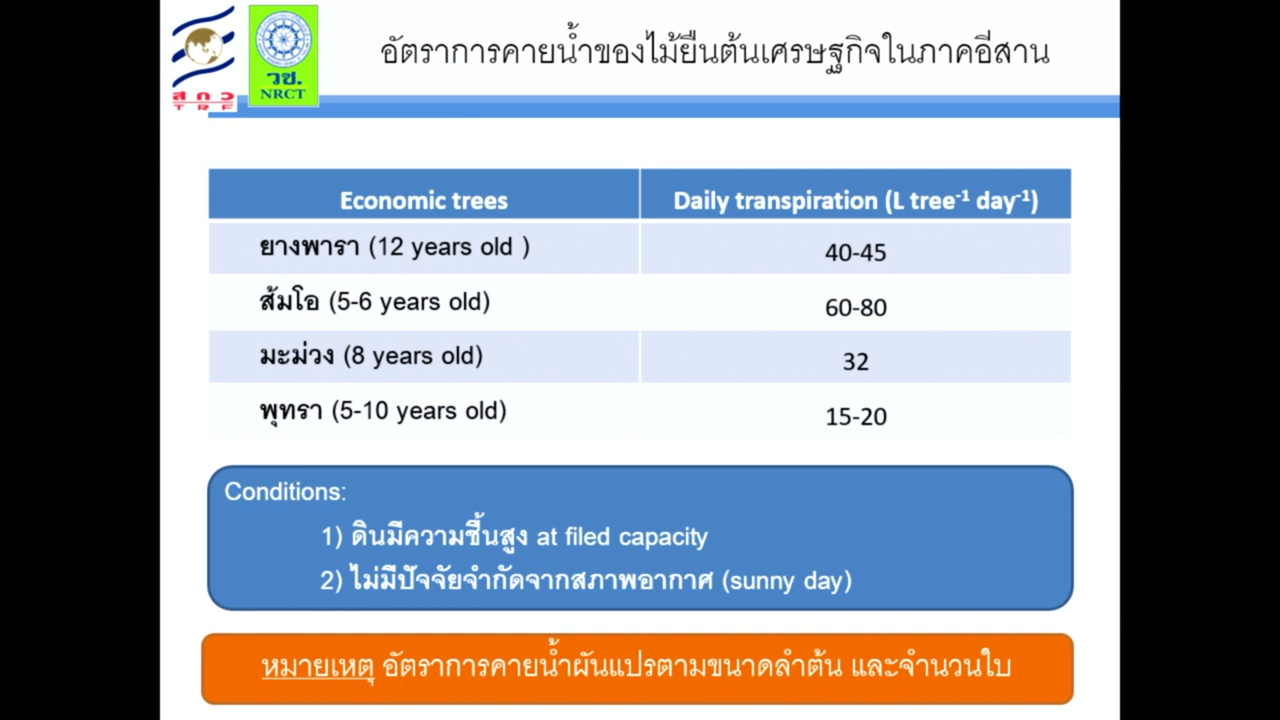 สกว
TRF
วช.
NRCT
อัตราการคายน้ำของไม้ยืนต้นเศรษฐกิจในภาคอีสาน
Economic trees
Daily transpiration (L tree⁻¹ day⁻¹)
ยางพารา (12 years old )
40-45
ส้มโอ (5-6 years old)
60-80
มะม่วง (8 years old)
32
พุทรา (5-10 years old)
15-20
Conditions:
1) ดินมีความชื้นสูง at filed capacity
2) ไม่มีปัจจัยจำกัดจากสภาพอากาศ (sunny day)
หมายเหตุ อัตราการคายน้ำผันแปรตามขนาดลำต้น และจำนวนใบ